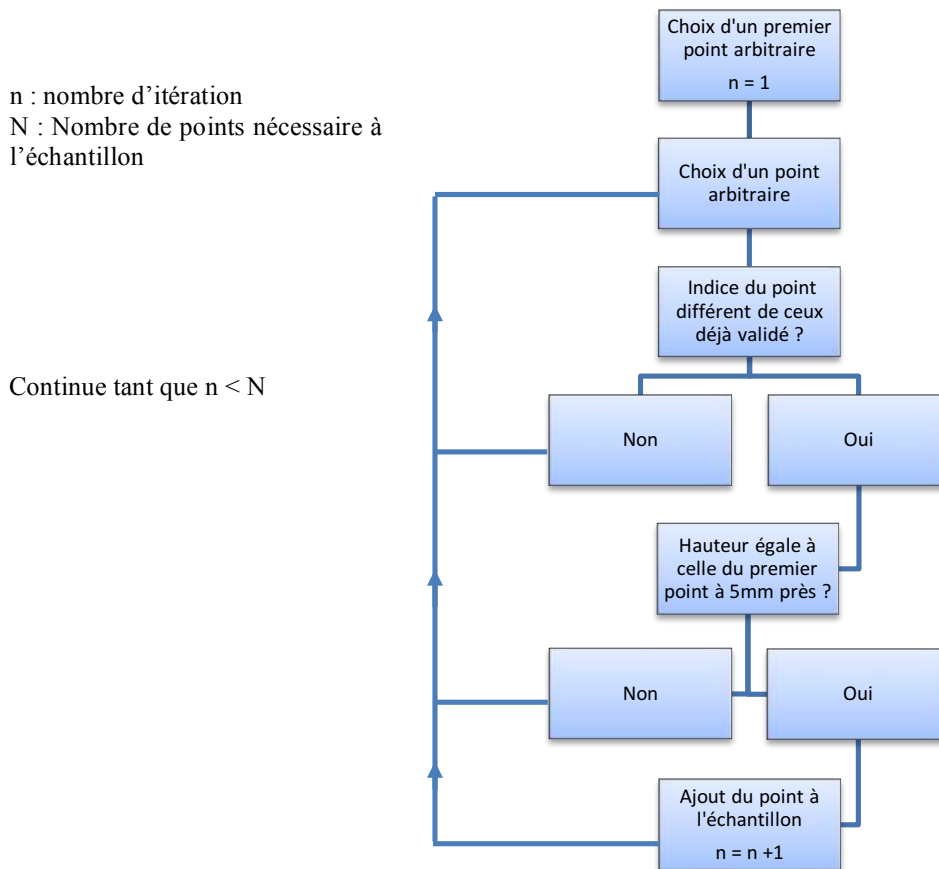 n : nombre d’itération
N : Nombre de points nécessaire à
l’échantillon
Continue tant que n < N
Choix d'un premier
point arbitraire
n = 1
Choix d'un point
arbitraire
Indice du point
différent de ceux
déjà validé ?
Non
Oui
Hauteur égale à
celle du premier
point à 5mm près ?
Non
Oui
Ajout du point à
l'échantillon
n = n +1